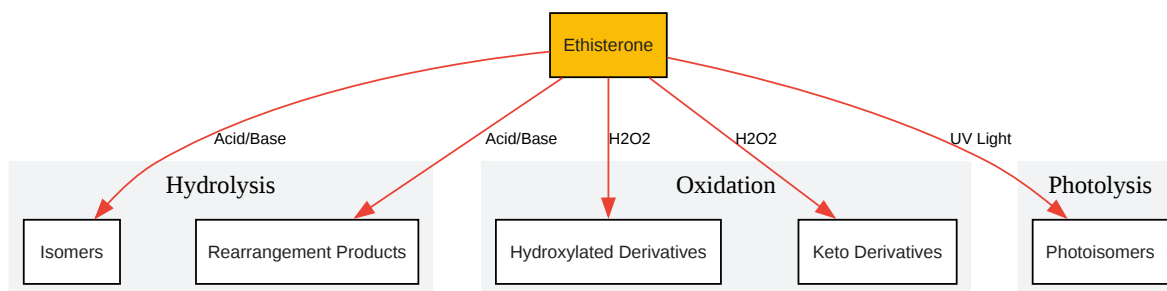 Ethisterone
Acid/Base
Acid/Base
H2O2
H2O2
UV Light
Hydrolysis
Oxidation
Photolysis
Isomers
Rearrangement Products
Hydroxylated Derivatives
Keto Derivatives
Photoisomers